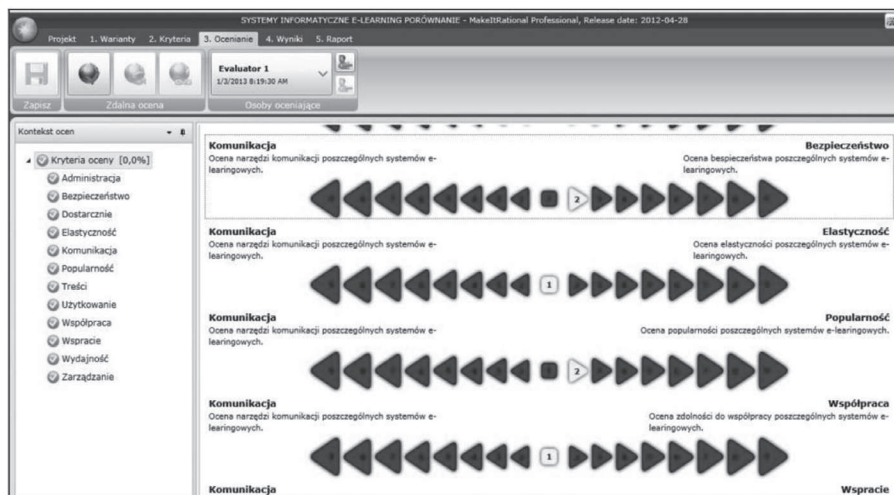 SYSTEMY INFORMATYCZNE E-LEARNING PORÓWNANIE - MakeItRational Professional, Release date: 2012-04-28
Projekt 1. Warianty 2. Kryteria 3. Ocenianie 4. Wyniki 5. Raport
Evaluator 1
1/3/2013 8:19:30 AM
Zapisz Zdalna ocena Osoby oceniające
Kontekst ocen
Kryteria oceny [0,0%]
Administracja
Bezpieczeństwo
Dostarcznie
Elastyczność
Komunikacja
Popularność
Treści
Użytkowanie
Współpraca
Wspracie
Wydajność
Zarządzanie
Komunikacja Bezpieczeństwo
Ocena narzędzi komunikacji poszczególnych systemów e- Ocena bespieczeństwa poszczególnych systemów e-
learingowych. learingowych.
2
Komunikacja Elastyczność
Ocena narzędzi komunikacji poszczególnych systemów e- Ocena elastyczności poszczególnych systemów e-
learingowych. learingowych.
1
Komunikacja Popularność
Ocena narzędzi komunikacji poszczególnych systemów e- Ocena popularności poszczególnych systemów e-learingowych.
learingowych.
2
Komunikacja Współpraca
Ocena narzędzi komunikacji poszczególnych systemów e- Ocena zdolności do współpracy poszczególnych systemów e-
learingowych. learingowych.
1
Komunikacja Wspracie